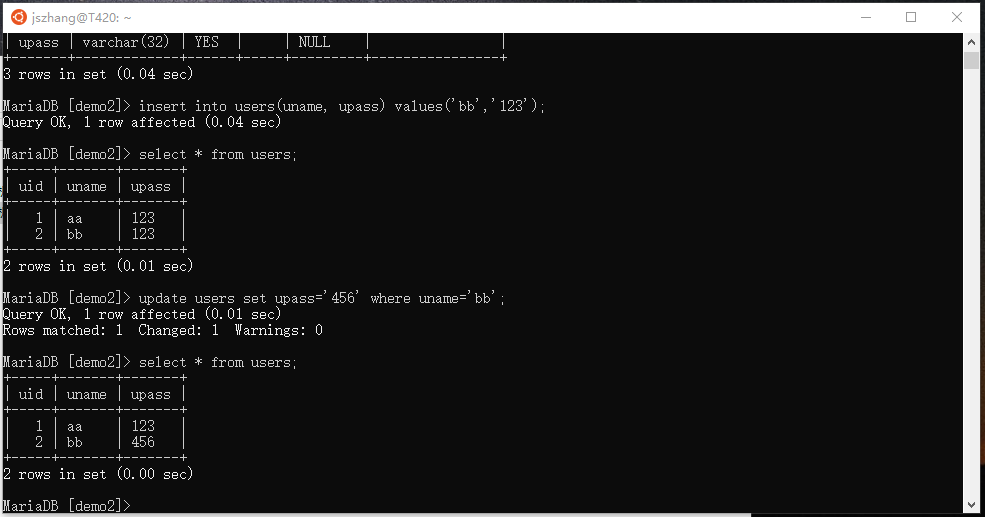 jszhang@T420: ~
| upass | varchar(32) | YES  |     | NULL    |                |
+-------+-------------+------+-----+---------+----------------+
3 rows in set (0.04 sec)
MariaDB [demo2]> insert into users(uname, upass) values('bb','123');
Query OK, 1 row affected (0.04 sec)
MariaDB [demo2]> select * from users;
+-----+-------+-------+
| uid | uname | upass |
+-----+-------+-------+
|   1 | aa    | 123   |
|   2 | bb    | 123   |
+-----+-------+-------+
2 rows in set (0.01 sec)
MariaDB [demo2]> update users set upass='456' where uname='bb';
Query OK, 1 row affected (0.01 sec)
Rows matched: 1  Changed: 1  Warnings: 0
MariaDB [demo2]> select * from users;
+-----+-------+-------+
| uid | uname | upass |
+-----+-------+-------+
|   1 | aa    | 123   |
|   2 | bb    | 456   |
+-----+-------+-------+
2 rows in set (0.00 sec)
MariaDB [demo2]>